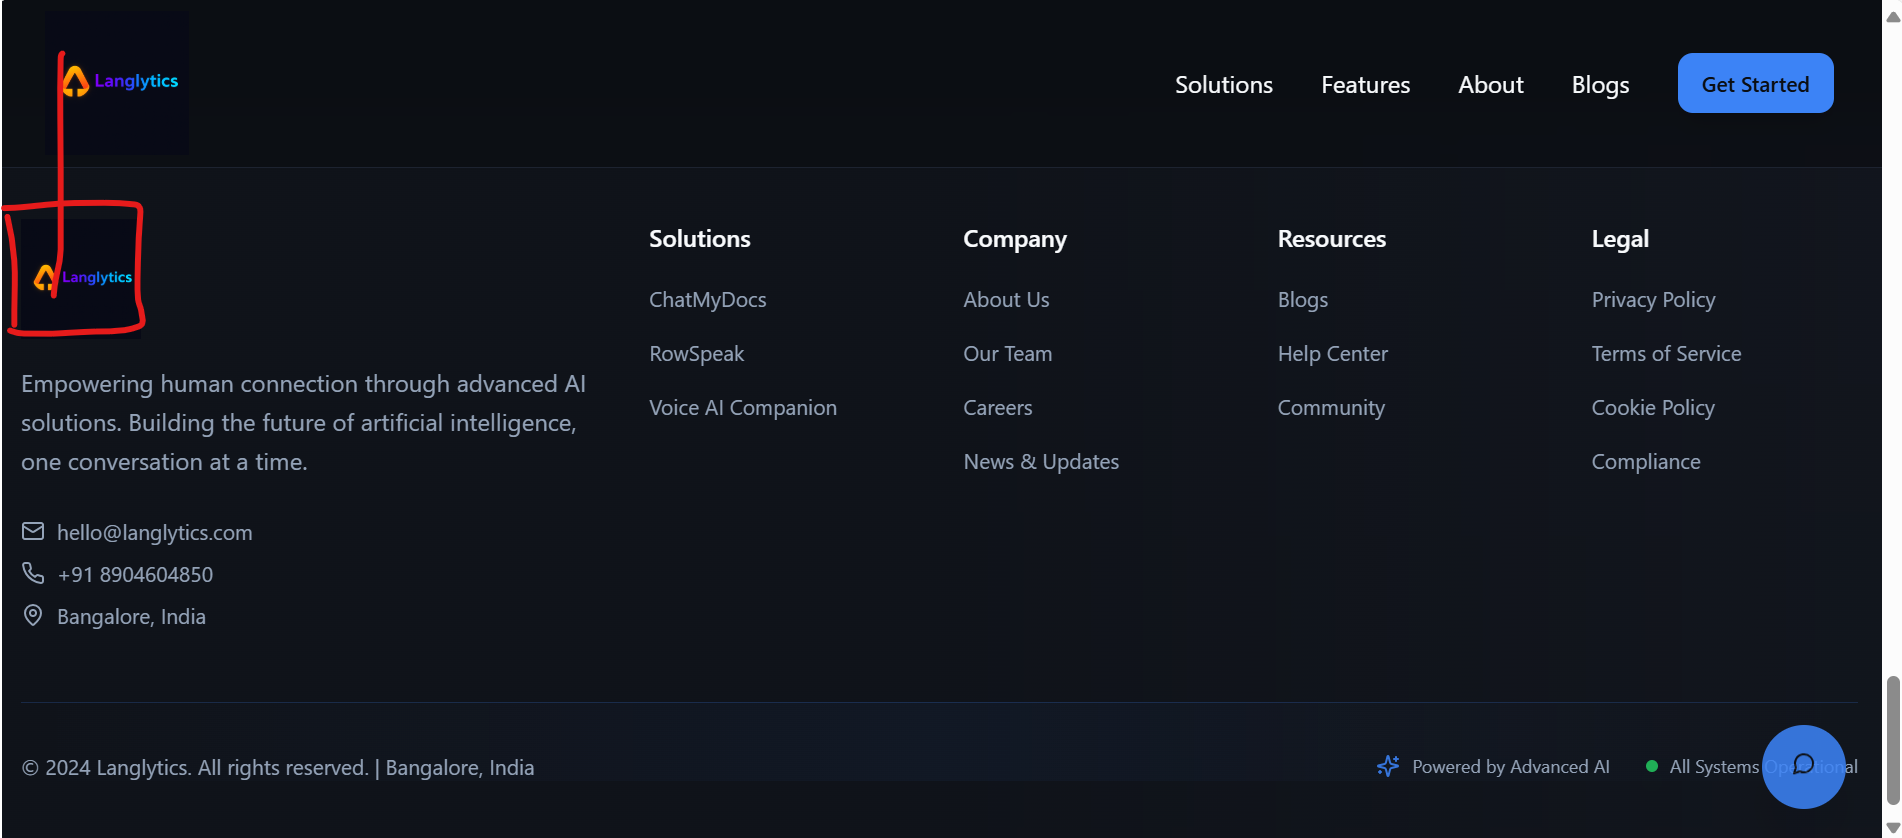 Langlytics
Solutions Features About Blogs Get Started
Langlytics
Empowering human connection through advanced AI
solutions. Building the future of artificial intelligence,
one conversation at a time.
hello@langlytics.com
+91 8904604850
Bangalore, India
Solutions
ChatMyDocs
RowSpeak
Voice AI Companion
Company
About Us
Our Team
Careers
News & Updates
Resources
Blogs
Help Center
Community
Legal
Privacy Policy
Terms of Service
Cookie Policy
Compliance
© 2024 Langlytics. All rights reserved. | Bangalore, India
Powered by Advanced AI
All Systems Operational